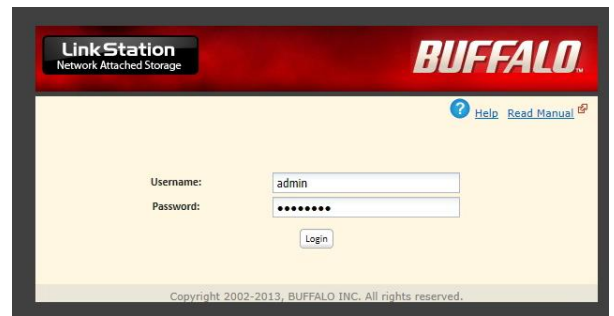 LinkStation
Network Attached Storage
BUFFALO™
Help Read Manual
Username: admin
Password: ••••••••
Login
Copyright 2002-2013, BUFFALO INC. All rights reserved.